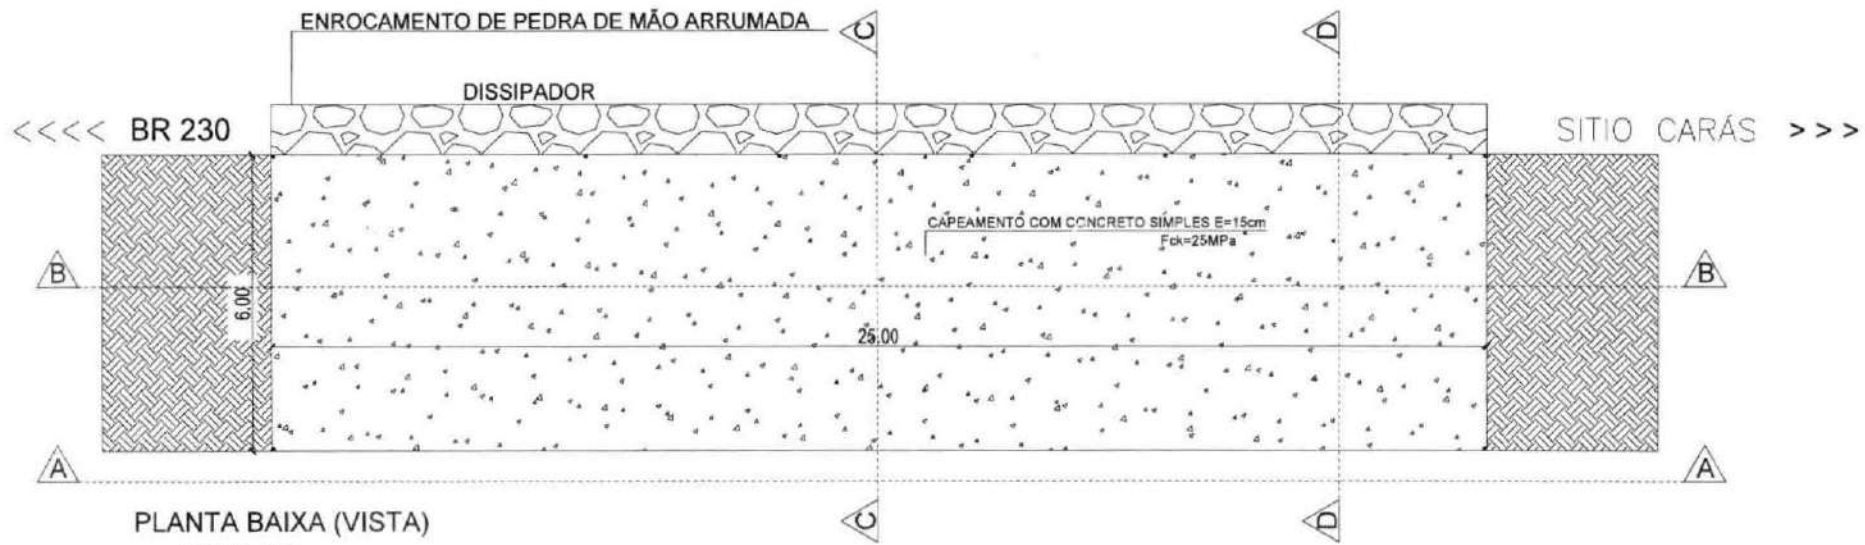 ENROCAMENTO DE PEDRA DE MÃO ARRUMADA
C
D
DISSIPADOR
<<<< BR 230
SITIO CARÁS >>>
CAPEAMENTO COM CONCRETO SIMPLES E=15cm
Fck=25MPa
B
B
6.00
25.00
A
A
PLANTA BAIXA (VISTA)
C
D